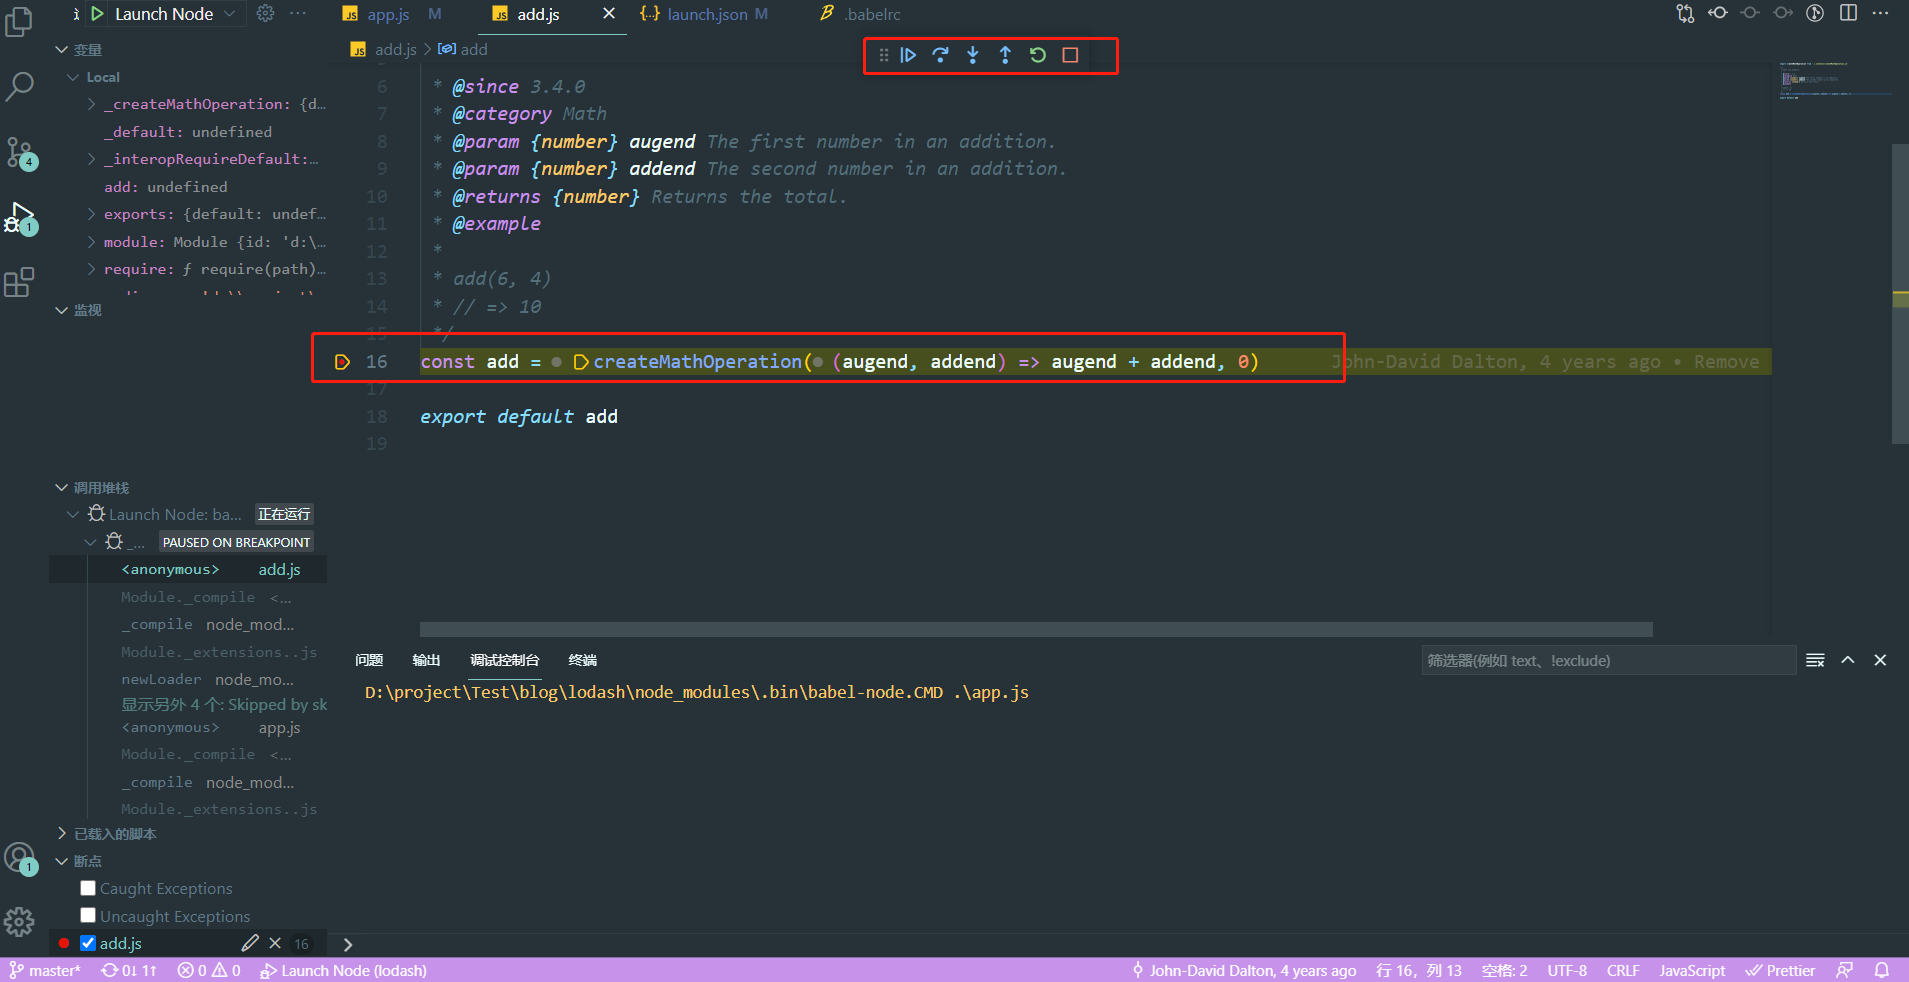 Launch Node
app.js M
add.js
launch.json M
.babelrc
add.js > add
变量
Local
_createMathOperation: {d…
_default: undefined
_interopRequireDefault:…
add: undefined
exports: {default: undef…
module: Module {id: 'd:\…
require: ƒ require(path)…
监视
6 * @since 3.4.0
7 * @category Math
8 * @param {number} augend The first number in an addition.
9 * @param {number} addend The second number in an addition.
10 * @returns {number} Returns the total.
11 * @example
12 *
13 * add(6, 4)
14 * // => 10
15 */
16 const add = createMathOperation( (augend, addend) => augend + addend, 0) John-David Dalton, 4 years ago • Remove
17
18 export default add
19
调用堆栈
Launch Node: ba… 正在运行
_… PAUSED ON BREAKPOINT
<anonymous> add.js
Module._compile <…
_compile node_mod…
Module._extensions..js
newLoader node_mo…
显示另外 4 个: Skipped by sk
<anonymous> app.js
Module._compile <…
_compile node_mod…
Module._extensions..js
已载入的脚本
断点
Caught Exceptions
Uncaught Exceptions
add.js 16
问题 输出 调试控制台 终端
筛选器(例如 text、!exclude)
D:\project\Test\blog\lodash\node_modules\.bin\babel-node.CMD .\app.js
4
1
1
master* 0↓ 1↑ 0 0 Launch Node (lodash)
John-David Dalton, 4 years ago 行 16，列 13 空格: 2 UTF-8 CRLF JavaScript Prettier